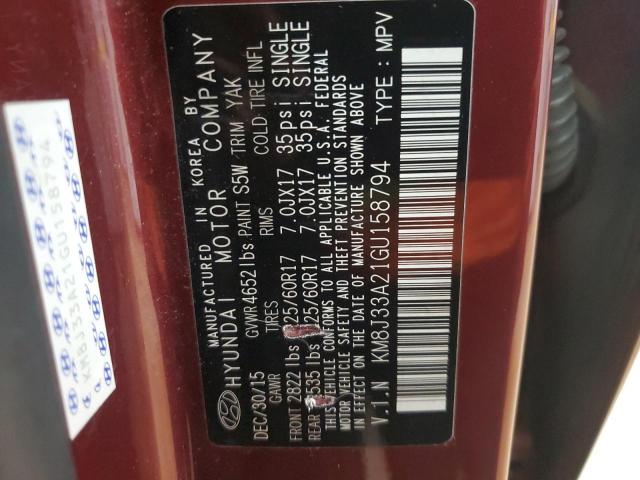 MANUFACTURED IN KOREA BY
HYUNDAI MOTOR COMPANY
DEC/30/15 GVWR 4652 lbs PAINT S5W TRIM YAK
GAWR TIRES RIMS COLD TIRE INFL
FRONT 2822 lbs 25/60R17 7.0JX17 35psi SINGLE
REAR 535 lbs 25/60R17 7.0JX17 35psi SINGLE
THIS VEHICLE CONFORMS TO ALL APPLICABLE U.S.A. FEDERAL
MOTOR VEHICLE SAFETY AND THEFT PREVENTION STANDARDS
IN EFFECT ON THE DATE OF MANUFACTURE SHOWN ABOVE
V.I.N KM8J33A21GU158794 TYPE : MPV
KM8J33A21GU158794